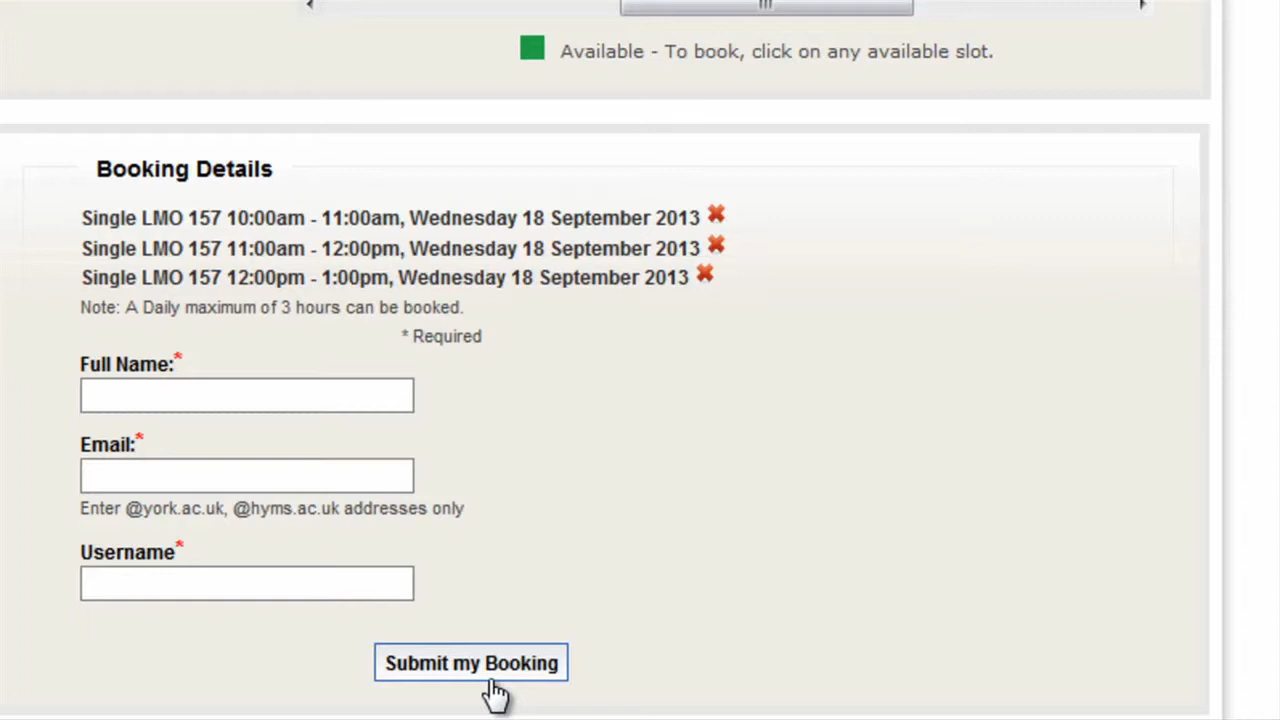 Available - To book, click on any available slot.
Booking Details
Single LMO 157 10:00am - 11:00am, Wednesday 18 September 2013
Single LMO 157 11:00am - 12:00pm, Wednesday 18 September 2013
Single LMO 157 12:00pm - 1:00pm, Wednesday 18 September 2013
Note: A Daily maximum of 3 hours can be booked.
* Required
Full Name:*
Email:*
Enter @york.ac.uk, @hyms.ac.uk addresses only
Username*
Submit my Booking